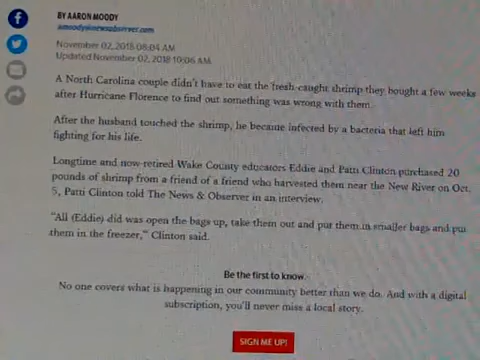 BY AARON MOODY
amoody@newsobserver.com
November 02, 2018 08:04 AM
Updated November 02, 2018 10:06 AM
A North Carolina couple didn't have to eat the fresh-caught shrimp they bought a few weeks
after Hurricane Florence to find out something was wrong with them.
After the husband touched the shrimp, he became infected by a bacteria that left him
fighting for his life.
Longtime and now-retired Wake County educators Eddie and Patti Clinton purchased 20
pounds of shrimp from a friend of a friend who harvested them near the New River on Oct.
5, Patti Clinton told The News & Observer in an interview.
"All (Eddie) did was open the bags up, take them out and put them in smaller bags and put
them in the freezer," Clinton said.
Be the first to know.
No one covers what is happening in our community better than we do. And with a digital
subscription, you'll never miss a local story.
SIGN ME UP!